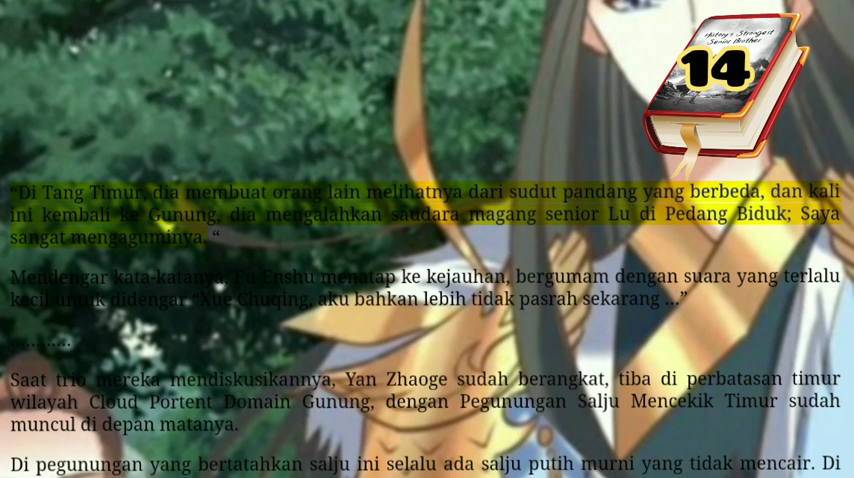 History's Strongest
Senior Brother
14
“Di Tang Timur, dia membuat orang lain melihatnya dari sudut pandang yang berbeda, dan kali
ini kembali ke Gunung, dia mengalahkan saudara magang senior Lu di Pedang Biduk; Saya
sangat mengaguminya. “
Mendengar kata-katanya, Fu Enshu menatap ke kejauhan, bergumam dengan suara yang terlalu
kecil untuk didengar “Xue Chuqing, aku bahkan lebih tidak pasrah sekarang ...”
............
Saat trio mereka mendiskusikannya, Yan Zhaoge sudah berangkat, tiba di perbatasan timur
wilayah Cloud Portent Domain Gunung, dengan Pegunungan Salju Mencekik Timur sudah
muncul di depan matanya.
Di pegunungan yang bertatahkan salju ini selalu ada salju putih murni yang tidak mencair. Di